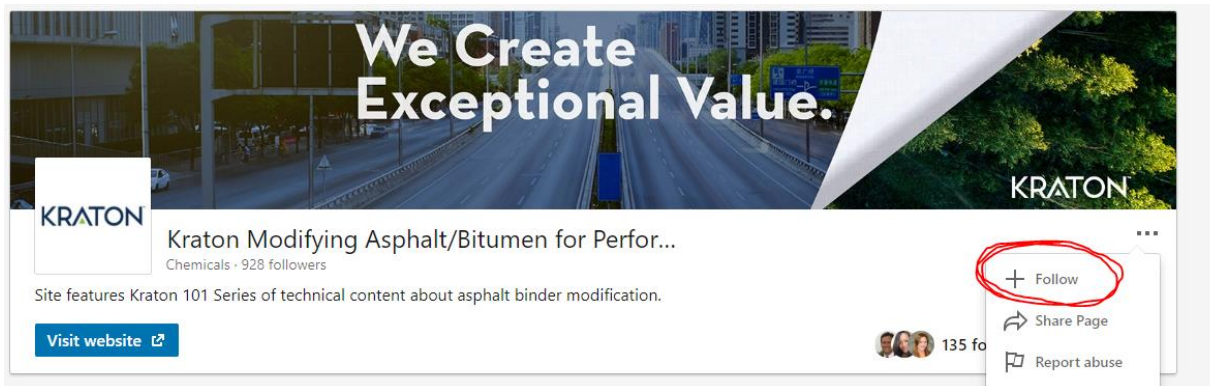 We Create
Exceptional Value.
KRATON
KRATON
Kraton Modifying Asphalt/Bitumen for Perfor...
Chemicals · 928 followers
Site features Kraton 101 Series of technical content about asphalt binder modification.
Visit website
135 fo
+ Follow
Share Page
Report abuse